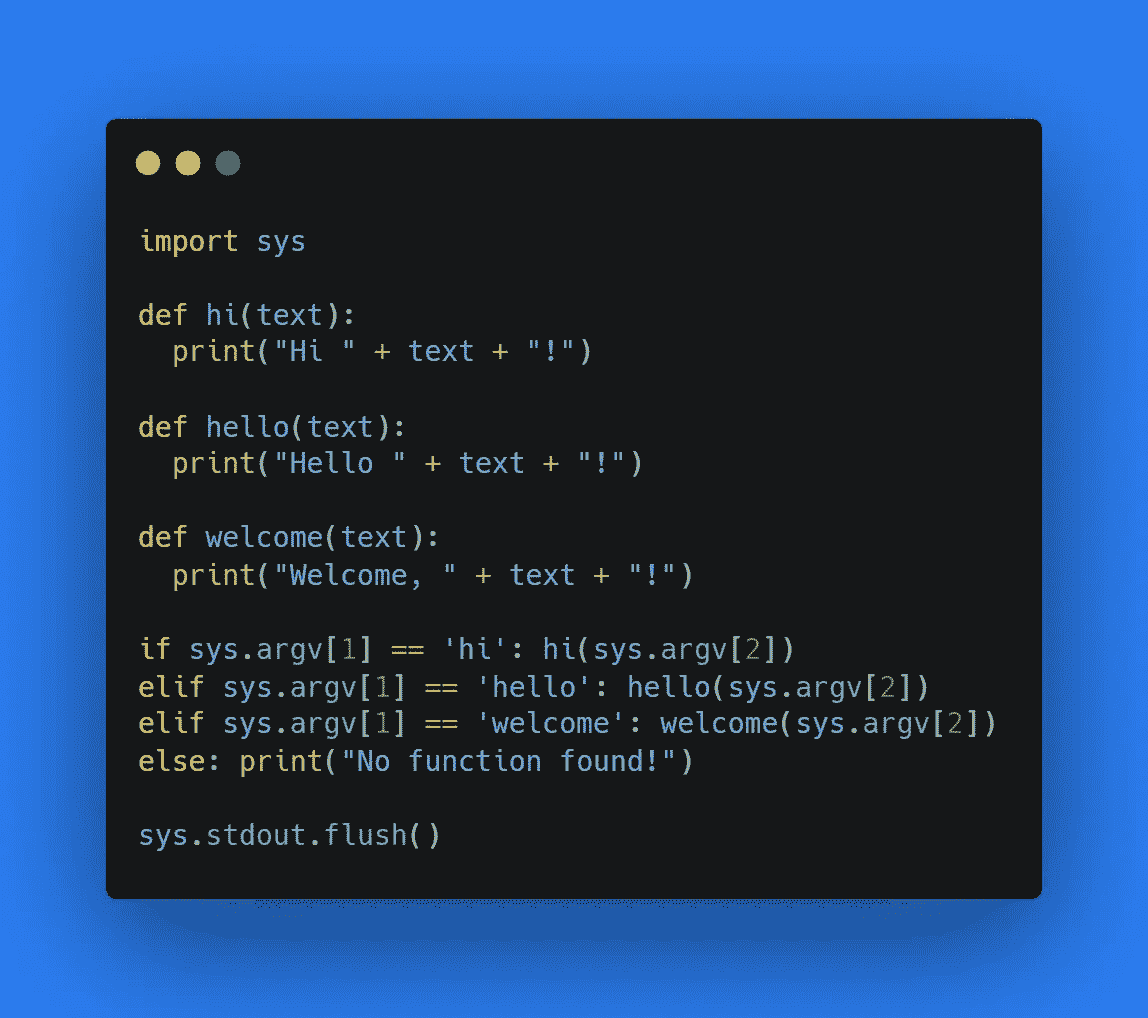 import sys

def hi(text):
  print("Hi " + text + "!")

def hello(text):
  print("Hello " + text + "!")

def welcome(text):
  print("Welcome, " + text + "!")

if sys.argv[1] == 'hi': hi(sys.argv[2])
elif sys.argv[1] == 'hello': hello(sys.argv[2])
elif sys.argv[1] == 'welcome': welcome(sys.argv[2])
else: print("No function found!")

sys.stdout.flush()